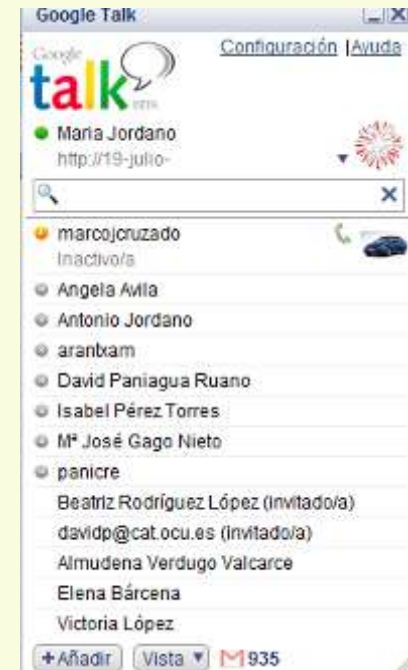 Google Talk
Configuración | Ayuda
Google
talk
BETA
Maria Jordano
http://19-julio-
marcojcruzado
Inactivo/a
Angela Avila
Antonio Jordano
arantxam
David Paniagua Ruano
Isabel Pérez Torres
Mª José Gago Nieto
panicre
Beatriz Rodríguez López (invitado/a)
davidp@cat.ocu.es (invitado/a)
Almudena Verdugo Valcarce
Elena Bárcena
Victoria López
+Añadir Vista 935